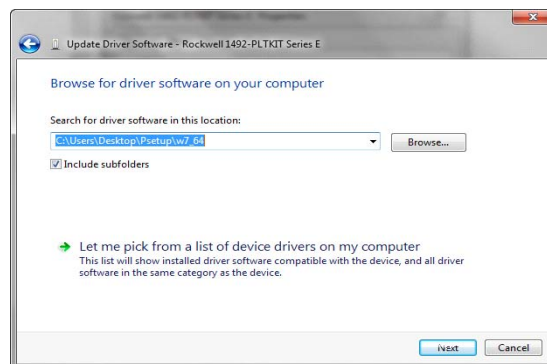 Update Driver Software - Rockwell 1492-PLTKIT Series E
Browse for driver software on your computer
Search for driver software in this location:
C:\Users\Desktop\Psetup\w7_64
Browse...
Include subfolders
Let me pick from a list of device drivers on my computer
This list will show installed driver software compatible with the device, and all driver
software in the same category as the device.
Next
Cancel